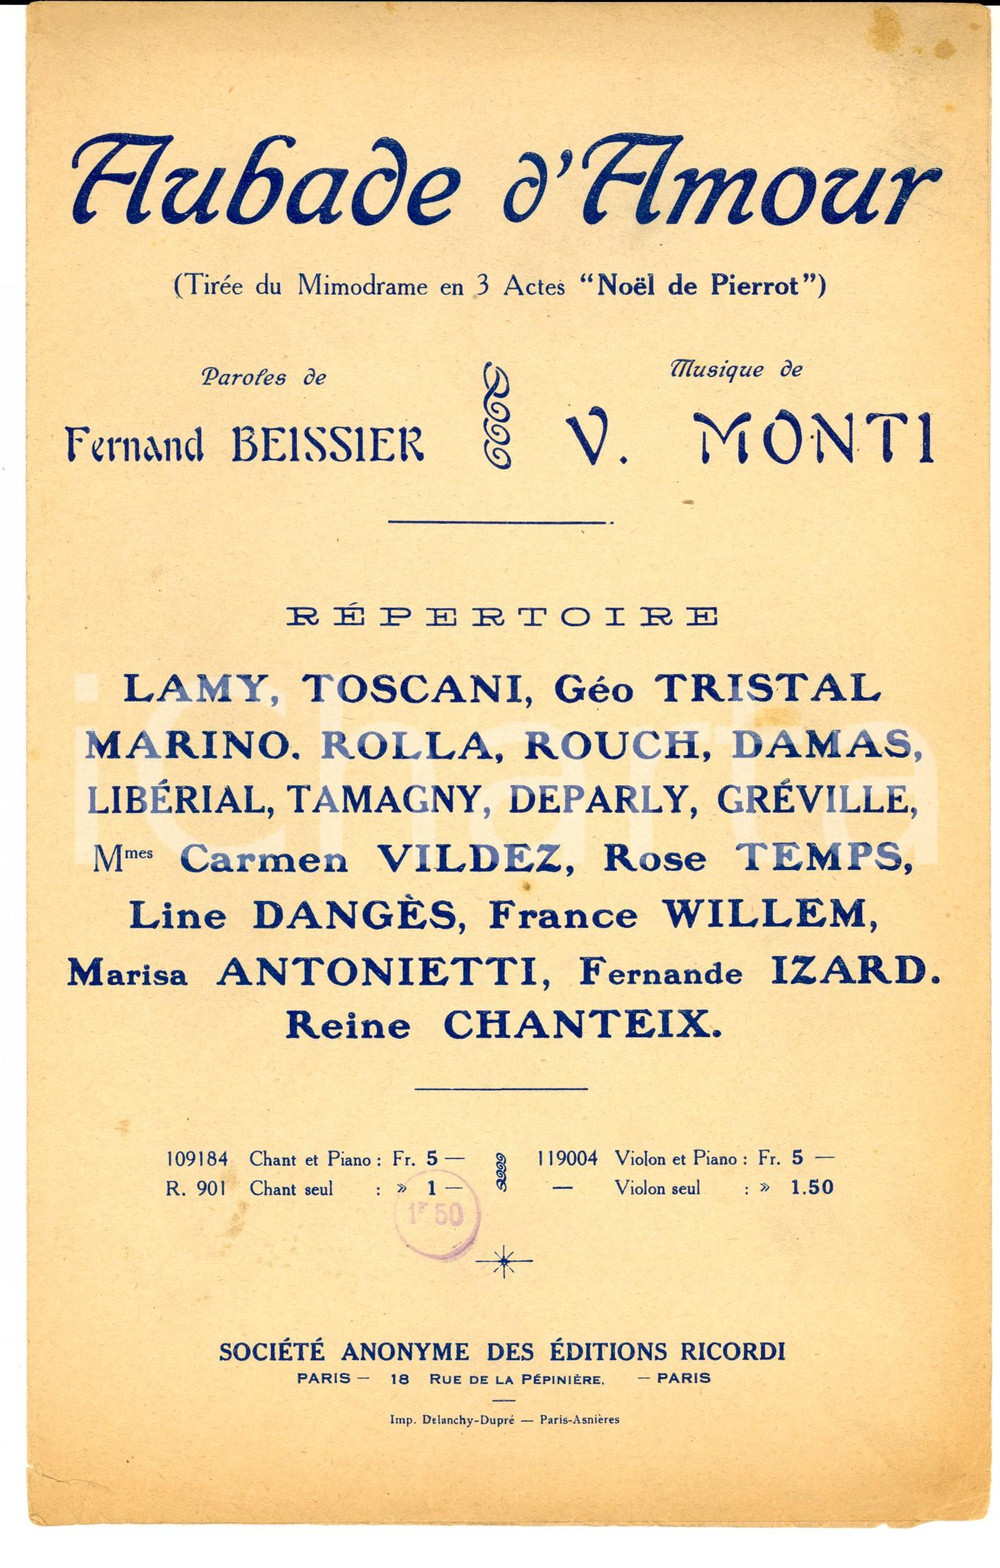 Aubade d'Amour
(Tirée du Mimodrame en 3 Actes "Noël de Pierrot")
Paroles de
Fernand BEISSIER
Musique de
V. MONTI
RÉPERTOIRE
LAMY, TOSCANI, Géo TRISTAL
MARINO. ROLLA, ROUCH, DAMAS,
LIBÉRIAL, TAMAGNY, DEPARLY, GRÉVILLE,
Mmes Carmen VILDEZ, Rose TEMPS,
Line DANGÈS, France WILLEM,
Marisa ANTONIETTI, Fernande IZARD.
Reine CHANTEIX.
109184 Chant et Piano : Fr. 5 —
R. 901 Chant seul : » 1 —
119004 Violon et Piano : Fr. 5 —
— Violon seul : » 1.50
1F 50
SOCIÉTÉ ANONYME DES ÉDITIONS RICORDI
PARIS — 18 RUE DE LA PÉPINIÈRE, — PARIS
Imp. Delanchy-Dupré — Paris-Asnières
iCharta